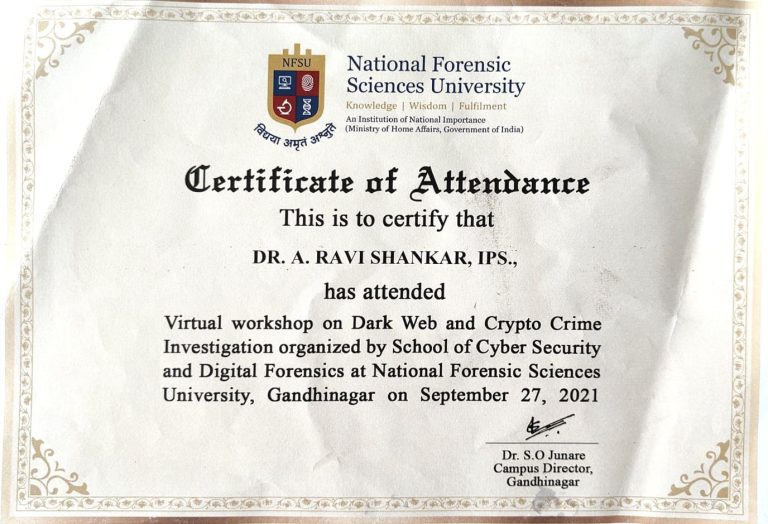 NFSU
विद्यया अमृतं अश्नुते
National Forensic
Sciences University
Knowledge | Wisdom | Fulfilment
An Institution of National Importance
(Ministry of Home Affairs, Government of India)
Certificate of Attendance
This is to certify that
DR. A. RAVI SHANKAR, IPS.,
has attended
Virtual workshop on Dark Web and Crypto Crime
Investigation organized by School of Cyber Security
and Digital Forensics at National Forensic Sciences
University, Gandhinagar on September 27, 2021
Dr. S.O Junare
Campus Director,
Gandhinagar